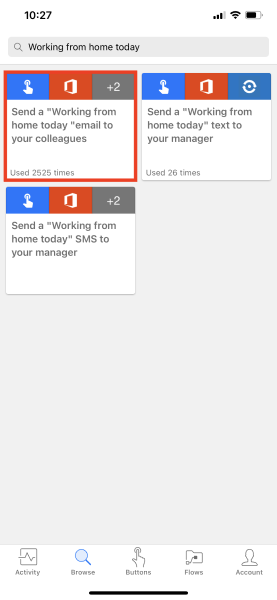 10:27
Working from home today
+2
Send a "Working from
home today "email to
your colleagues
Used 2525 times
Send a "Working from
home today" text to
your manager
Used 26 times
+2
Send a "Working from
home today" SMS to
your manager
Activity
Browse
Buttons
Flows
Account